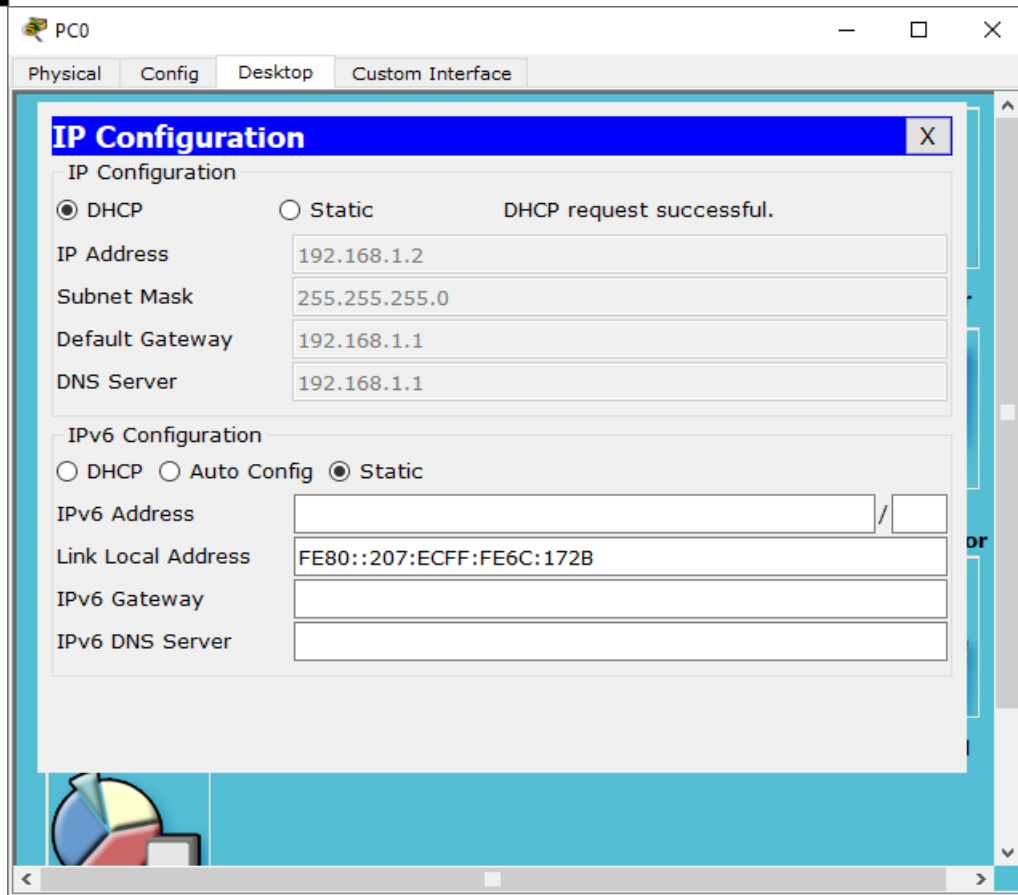 PC0
Physical Config Desktop Custom Interface
IP Configuration X
IP Configuration
DHCP Static DHCP request successful.
IP Address 192.168.1.2
Subnet Mask 255.255.255.0
Default Gateway 192.168.1.1
DNS Server 192.168.1.1
IPv6 Configuration
DHCP Auto Config Static
IPv6 Address /
Link Local Address FE80::207:ECFF:FE6C:172B
IPv6 Gateway
IPv6 DNS Server